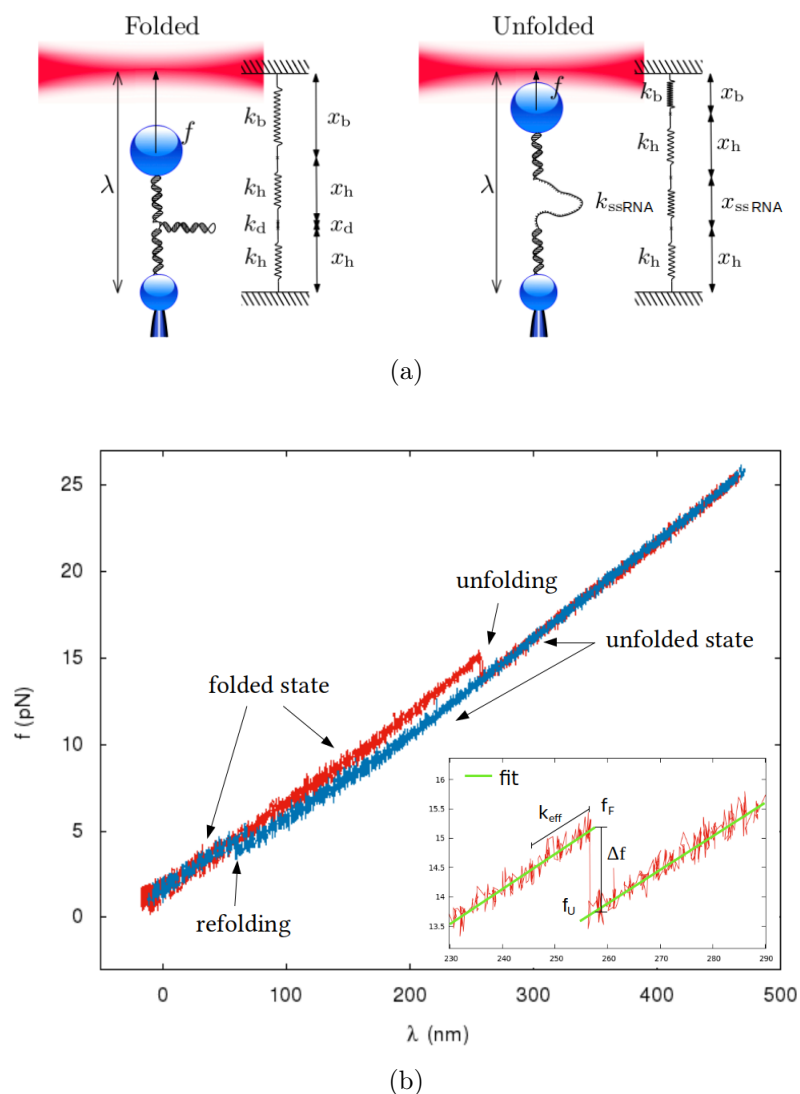 Folded
Unfolded
λ
f
k_b
x_b
k_h
x_h
k_d
x_d
k_h
x_h
λ
f
k_b
x_b
k_h
x_h
k_ssRNA
x_ssRNA
k_h
x_h
(a)
f (pN)
25
20
15
10
5
0
unfolding
unfolded state
folded state
refolding
fit
k_eff
f_F
Δf
f_U
16
15.5
15
14.5
14
13.5
230 240 250 260 270 280 290
0 100 200 300 400 500
λ (nm)
(b)